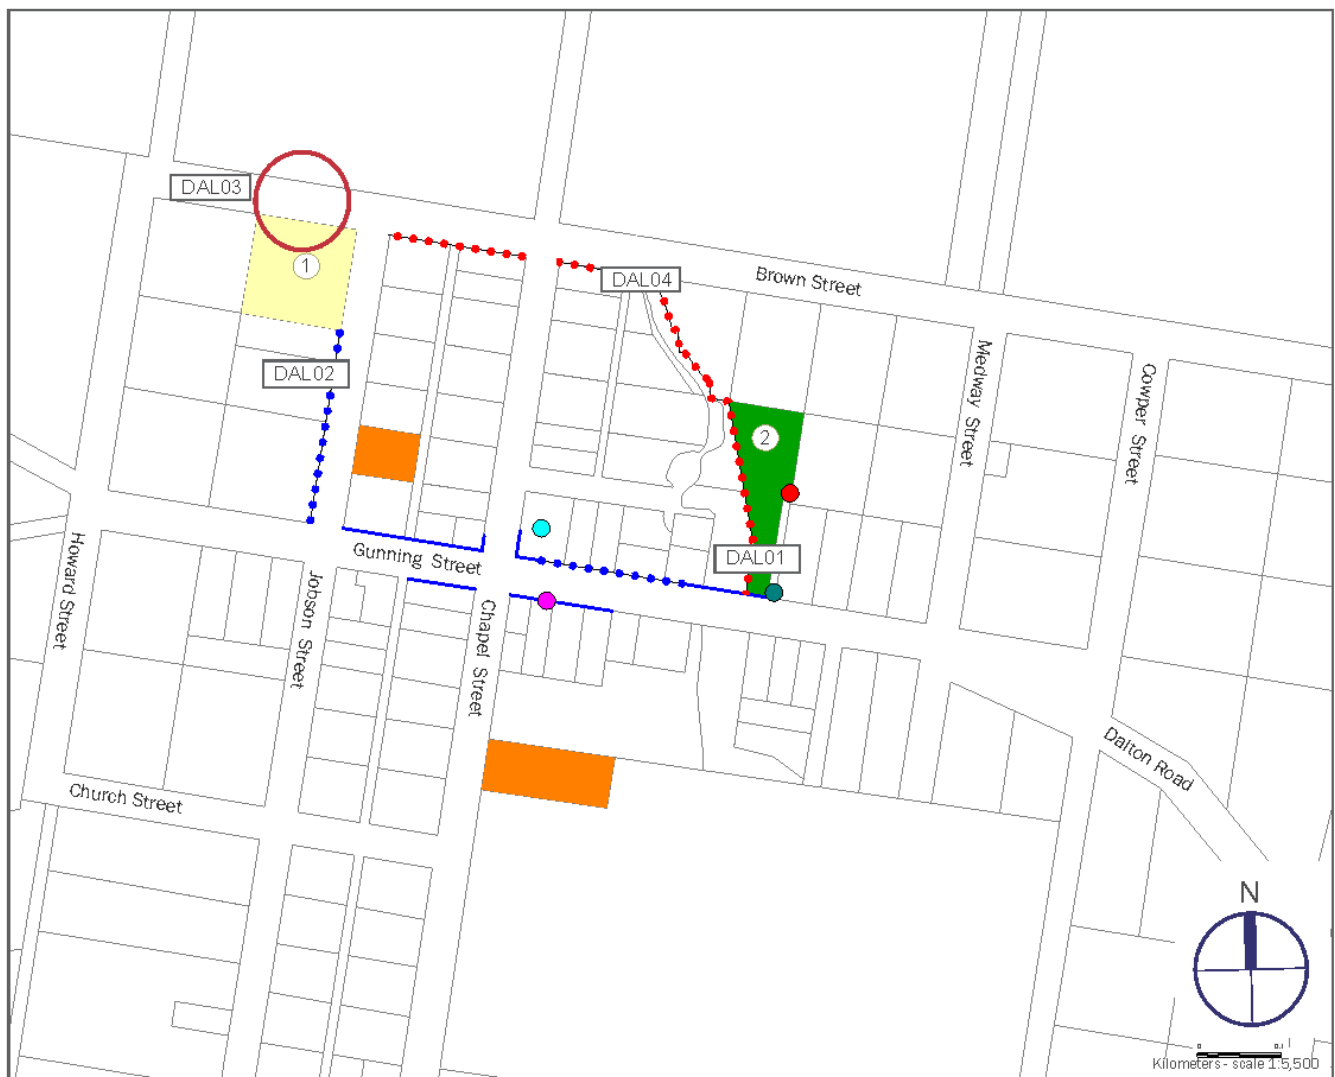 DAL03
1
DAL04
Brown Street
DAL02
Medway Street
Cowper Street
2
Howard Street
Gunning Street
DAL01
Jobson Street
Chapel Street
Dalton Road
Church Street
N
Kilometers - scale 1:5,500